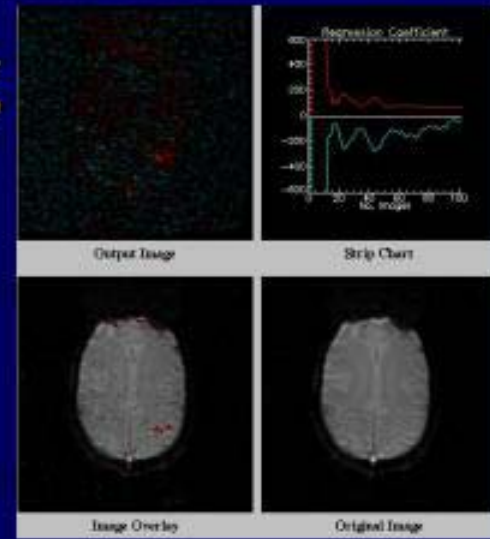 Regression Coefficient
600
400
200
0
-200
-400
-600
0 20 40 60 80 100
No. Images
Output Image
Strip Chart
Image Overlay
Original Image